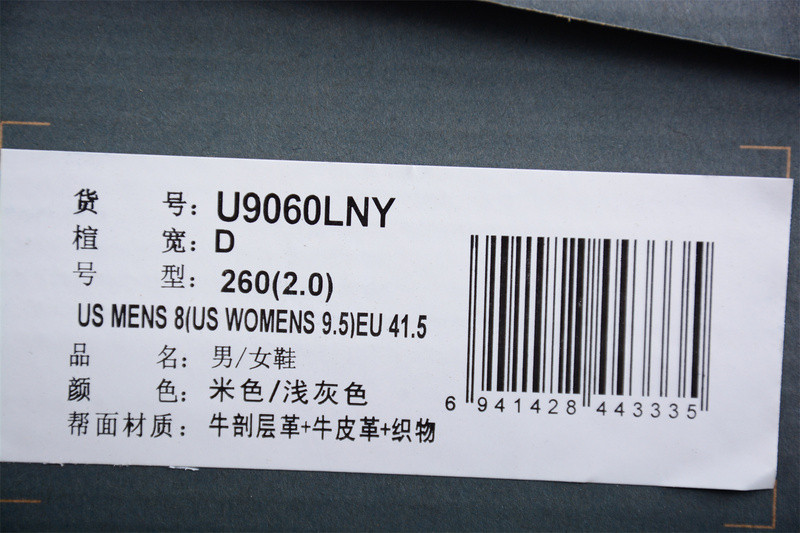 货 号：U9060LNY
楦 宽：D
号 型：260(2.0)
US MENS 8(US WOMENS 9.5)EU 41.5
品 名：男/女鞋
颜 色：米色/浅灰色
帮面材质：牛剖层革+牛皮革+织物
6 941428 443335